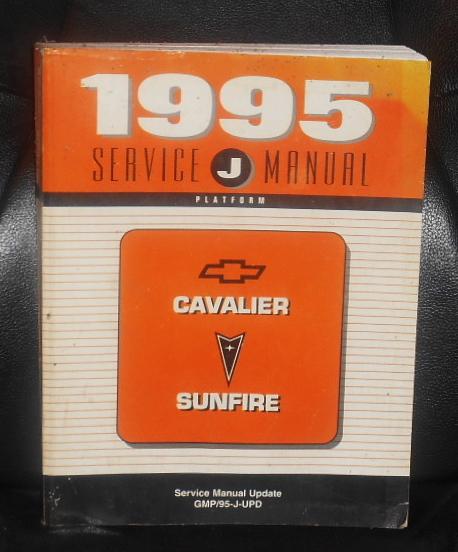 1995
SERVICE J MANUAL
PLATFORM
CAVALIER
SUNFIRE
Service Manual Update
GMP/95-J-UPD